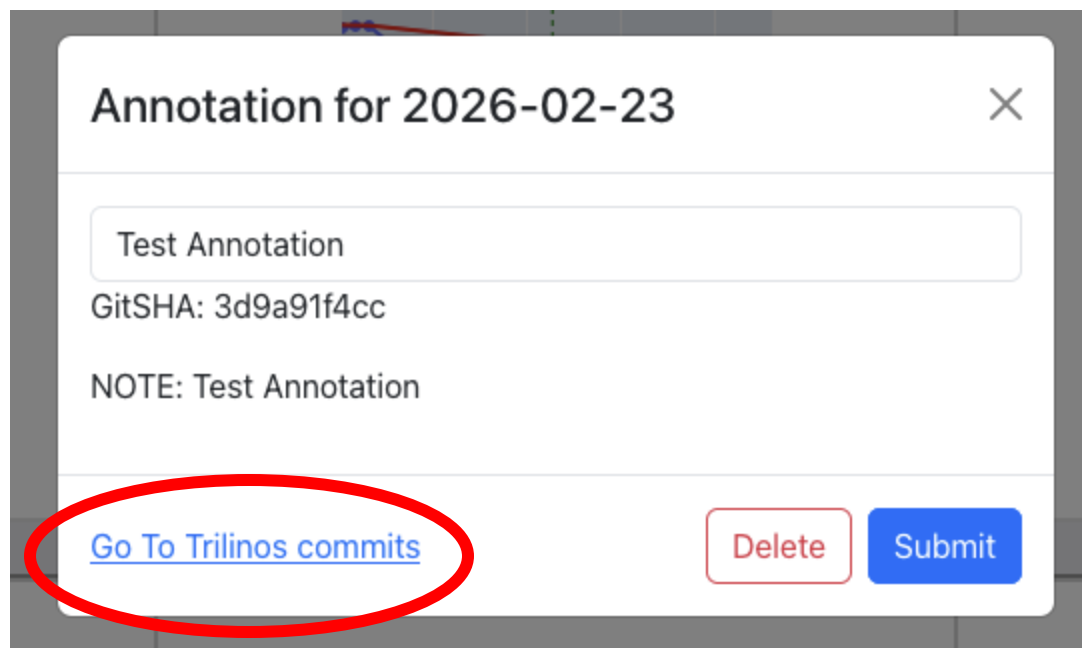 Annotation for 2026-02-23
Test Annotation
GitSHA: 3d9a91f4cc
NOTE: Test Annotation
Go To Trilinos commits
Delete
Submit